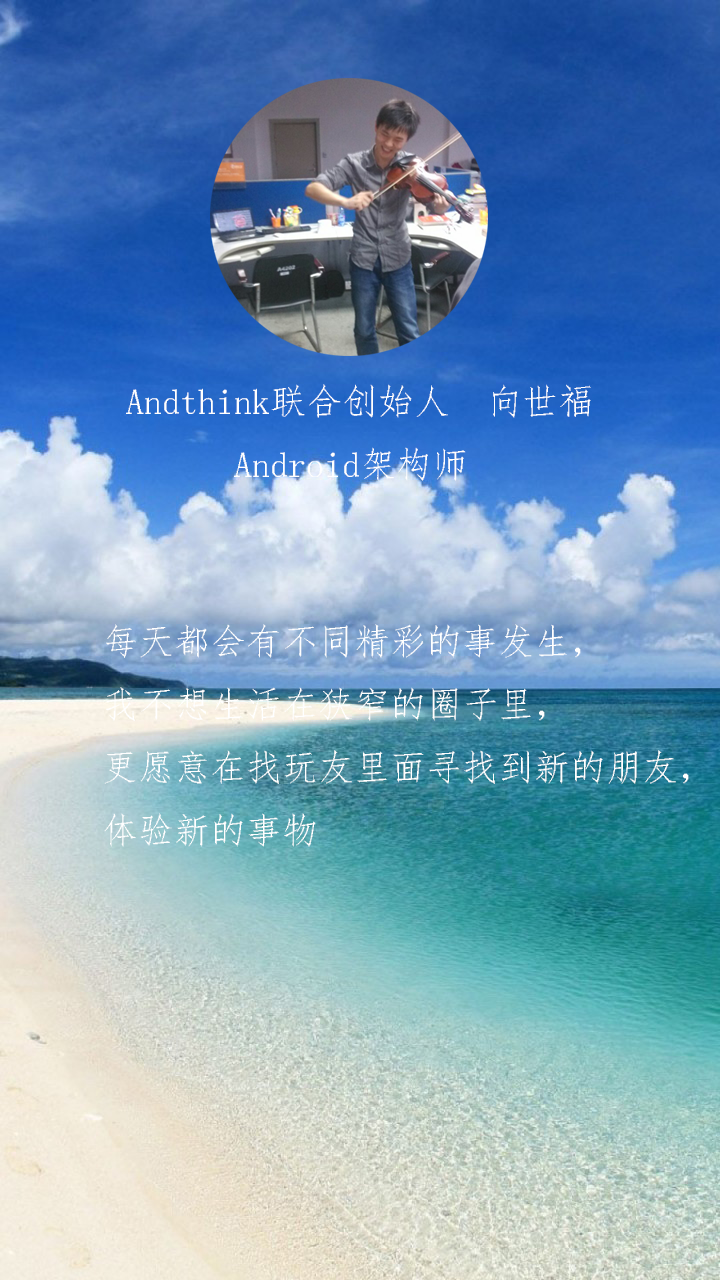 Andthink联合创始人 向世福
Android架构师
每天都会有不同精彩的事发生，
我不想生活在狭窄的圈子里，
更愿意在找玩友里面寻找到新的朋友，
体验新的事物